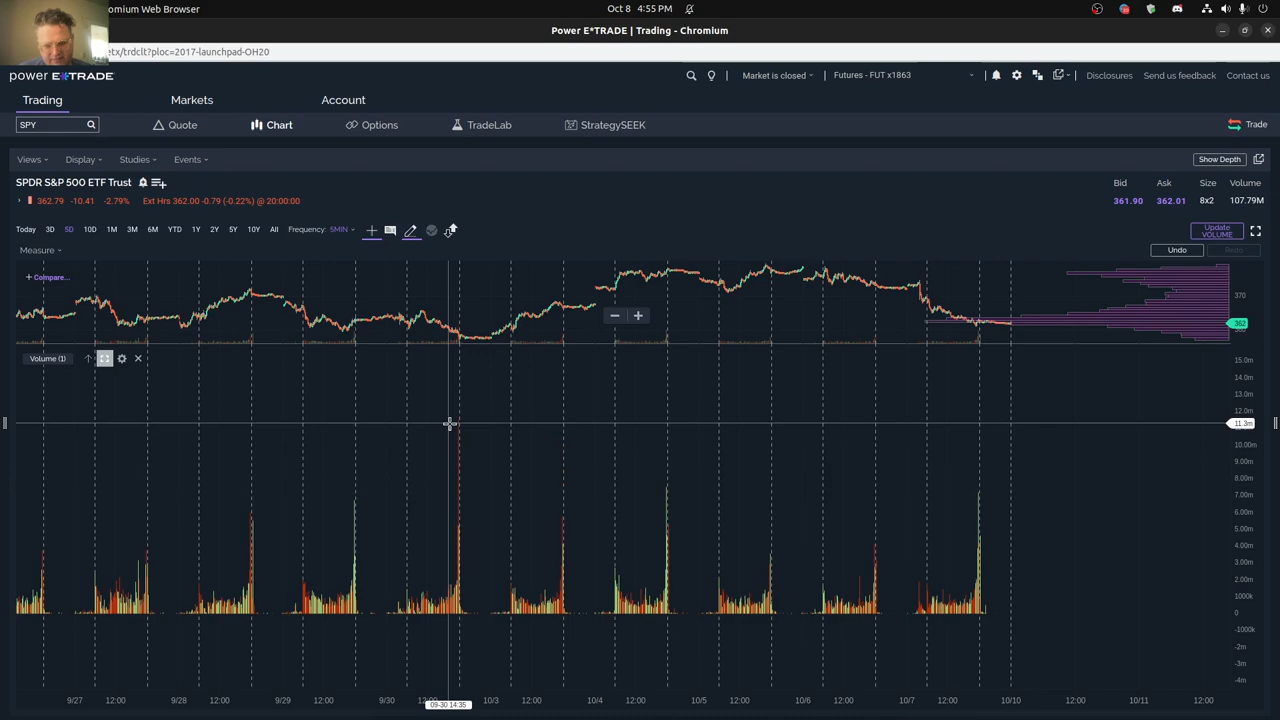 omium Web Browser
Oct 8 4:55 PM
Power E*TRADE | Trading - Chromium
etx/trdclt?ploc=2017-launchpad-OH20
power E*TRADE
Market is closed
Futures - FUT x1863
Disclosures Send us feedback Contact us
Trading Markets Account
SPY
Quote Chart Options TradeLab StrategySEEK
Trade
Views Display Studies Events
Show Depth
SPDR S&P 500 ETF Trust
Bid Ask Size Volume
362.79 -10.41 -2.79% Ext Hrs 362.00 -0.79 (-0.22%) @ 20:00:00
361.90 362.01 8x2 107.79M
Today 3D 5D 10D 1M 3M 6M YTD 1Y 2Y 5Y 10Y All Frequency: 5MIN
Update
VOLUME
Measure
Undo Redo
+ Compare...
370
362
Volume (1)
15.0m
14.0m
13.0m
12.0m
11.3m
10.00m
9.00m
8.00m
7.00m
6.00m
5.00m
4.00m
3.00m
2.00m
1000k
0
-1000k
-2m
-3m
-4m
9/27 12:00 9/28 12:00 9/29 12:00 9/30 12:00 10/3 12:00 10/4 12:00 10/5 12:00 10/6 12:00 10/7 12:00 10/10 12:00 10/11 12:00
09-30 14:35